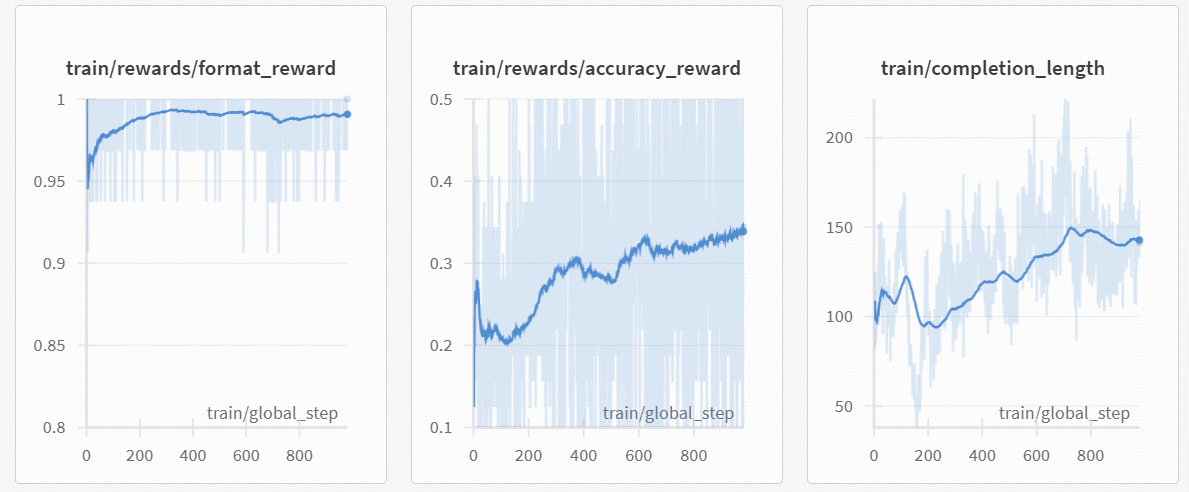 train/rewards/format_reward
1
0.95
0.9
0.85
0.8
train/global_step
0 200 400 600 800
train/rewards/accuracy_reward
0.5
0.4
0.3
0.2
0.1
train/global_step
0 200 400 600 800
train/completion_length
200
150
100
50
train/global_step
0 200 400 600 800